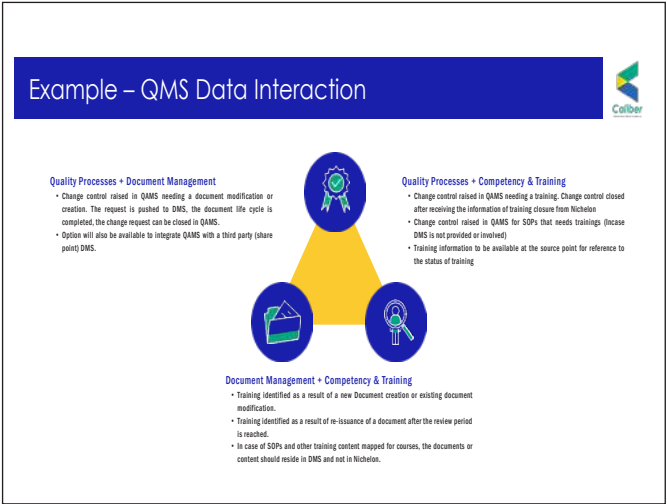 Example – QMS Data Interaction
Caliber
Quality Processes + Document Management
• Change control raised in QAMS needing a document modification or
creation. The request is pushed to DMS, the document life cycle is
completed, the change request can be closed in QAMS.
• Option will also be available to integrate QAMS with a third party (share
point) DMS.
Quality Processes + Competency & Training
• Change control raised in QAMS needing a training. Change control closed
after receiving the information of training closure from Nichelon
• Change control raised in QAMS for SOPs that needs trainings (Incase
DMS is not provided or involved)
• Training information to be available at the source point for reference to
the status of training
Document Management + Competency & Training
• Training identified as a result of a new Document creation or existing document
modification.
• Training identified as a result of re-issuance of a document after the review period
is reached.
• In case of SOPs and other training content mapped for courses, the documents or
content should reside in DMS and not in Nichelon.